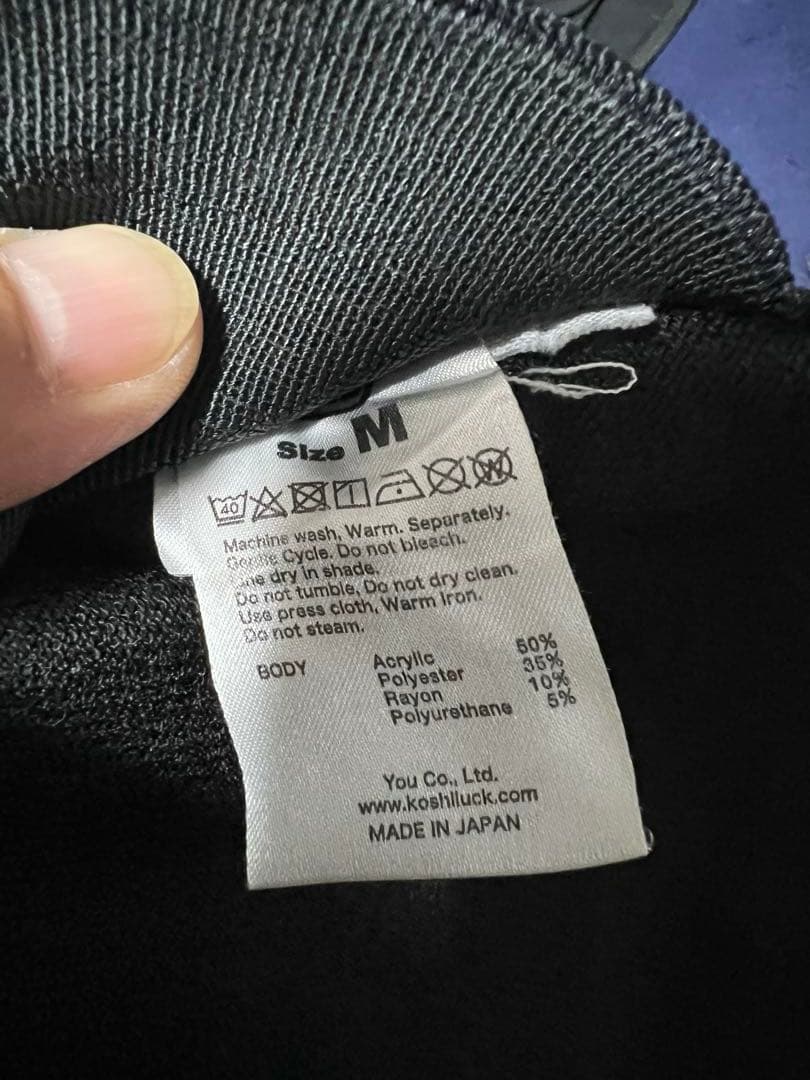 Size M
40 W
Machine wash, Warm. Separately.
Gentle Cycle. Do not bleach.
Line dry in shade.
Do not tumble, Do not dry clean.
Use press cloth, Warm Iron.
Do not steam.
BODY Acrylic 50%
Polyester 35%
Rayon 10%
Polyurethane 5%
You Co., Ltd.
www.koshiluck.com
MADE IN JAPAN